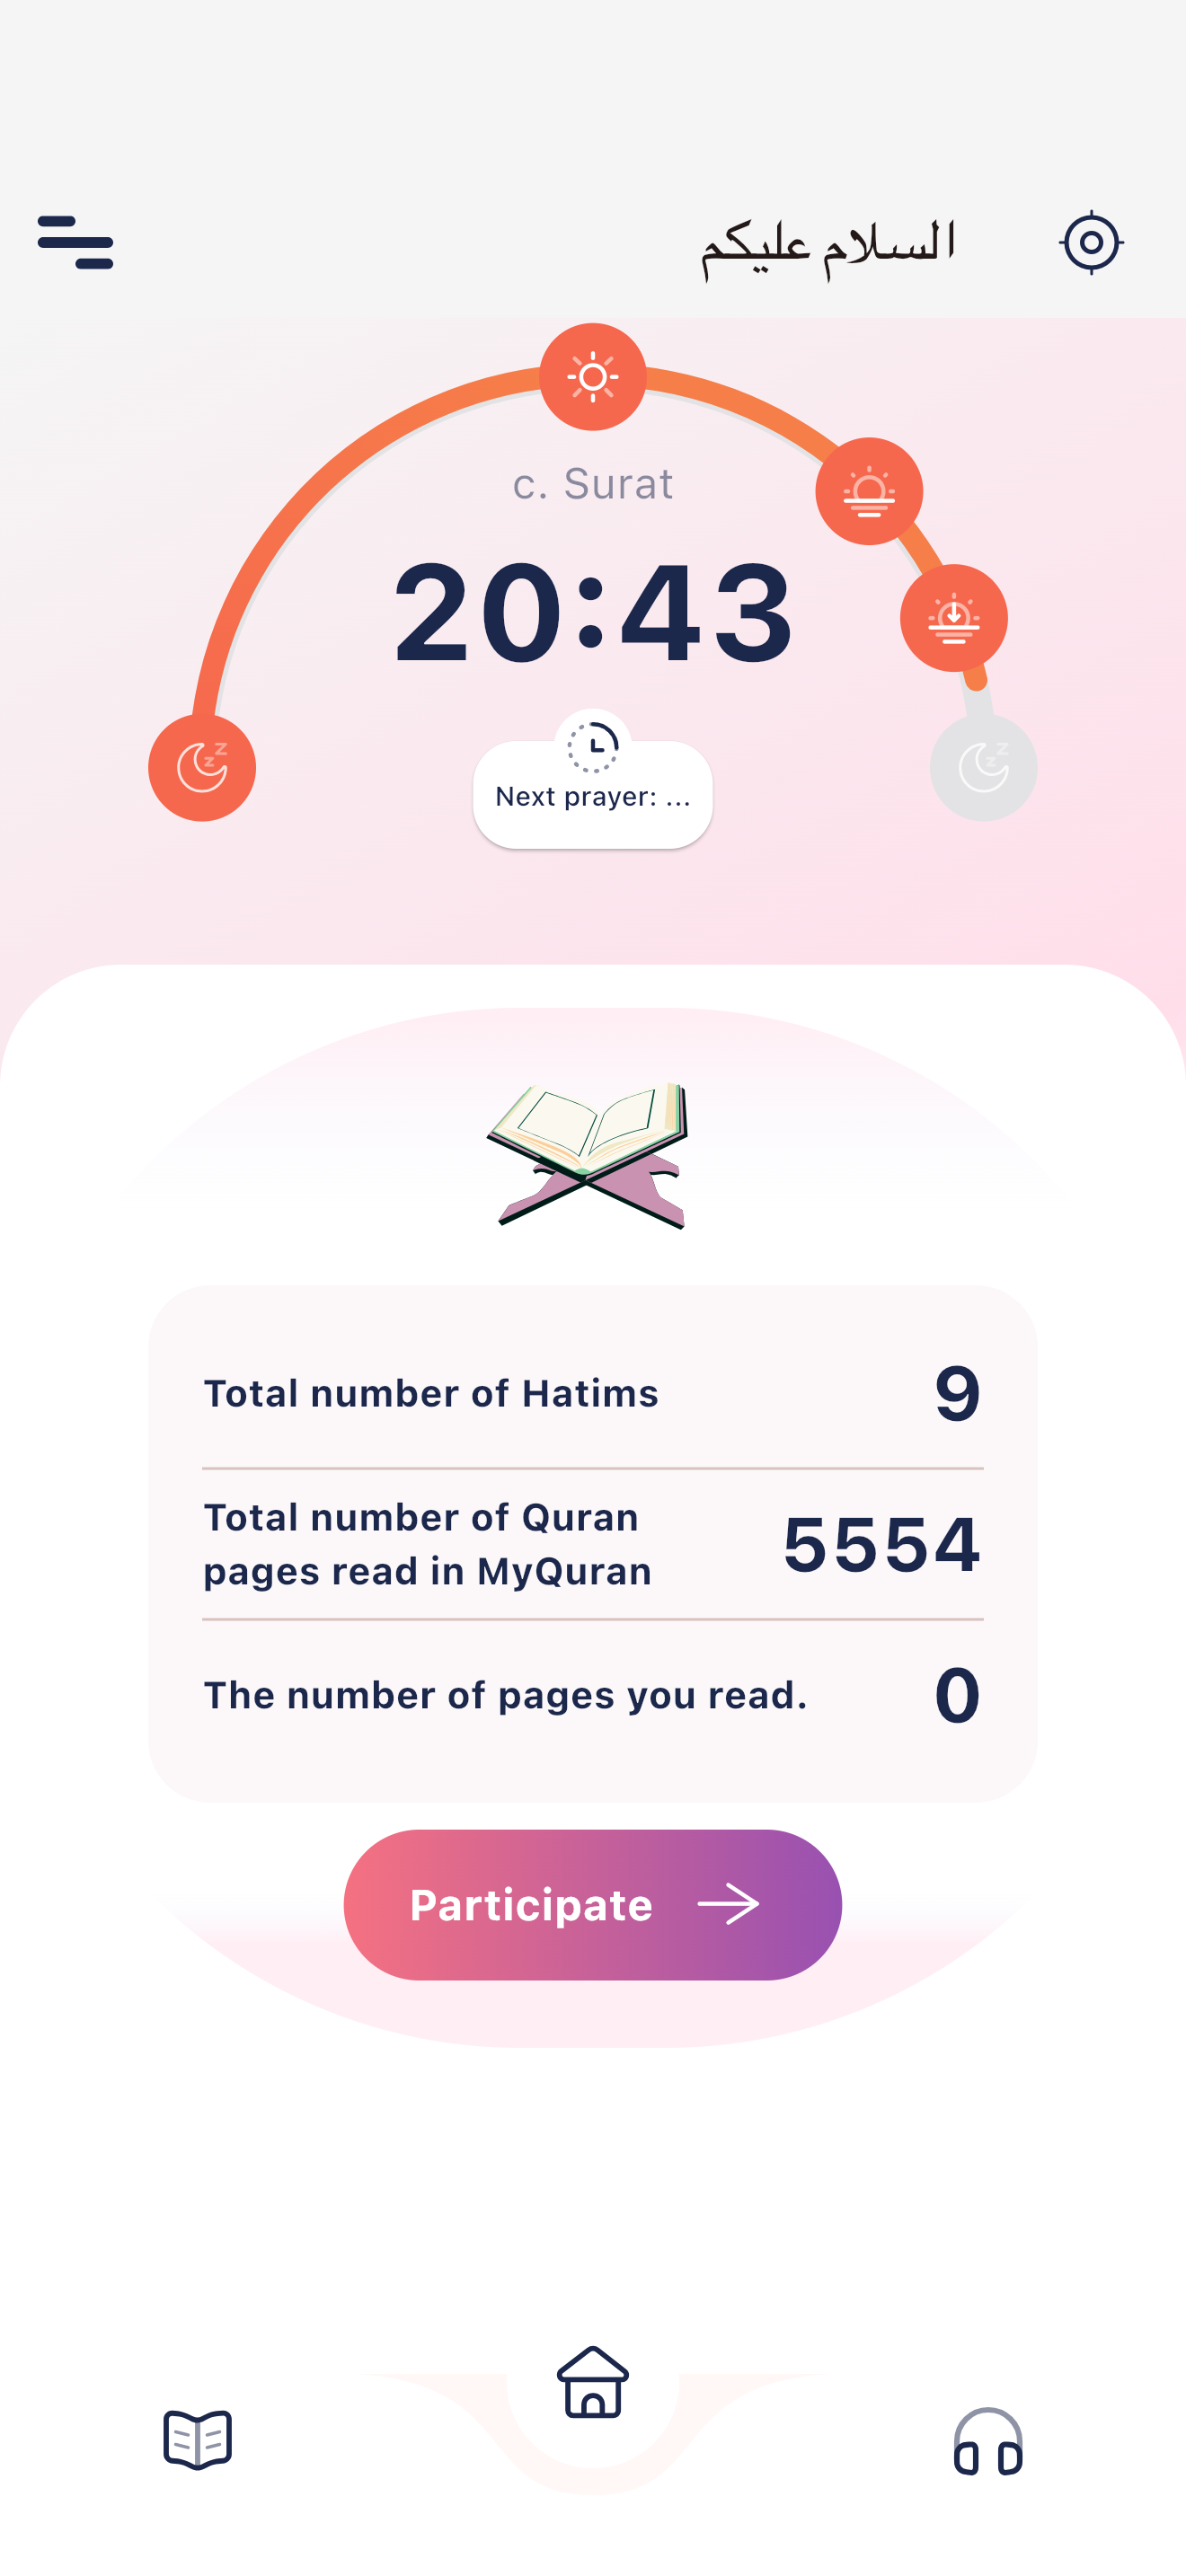 السلام عليكم
c. Surat
20:43
Next prayer: ...
Total number of Hatims
9
Total number of Quran
pages read in MyQuran
5554
The number of pages you read.
0
Participate